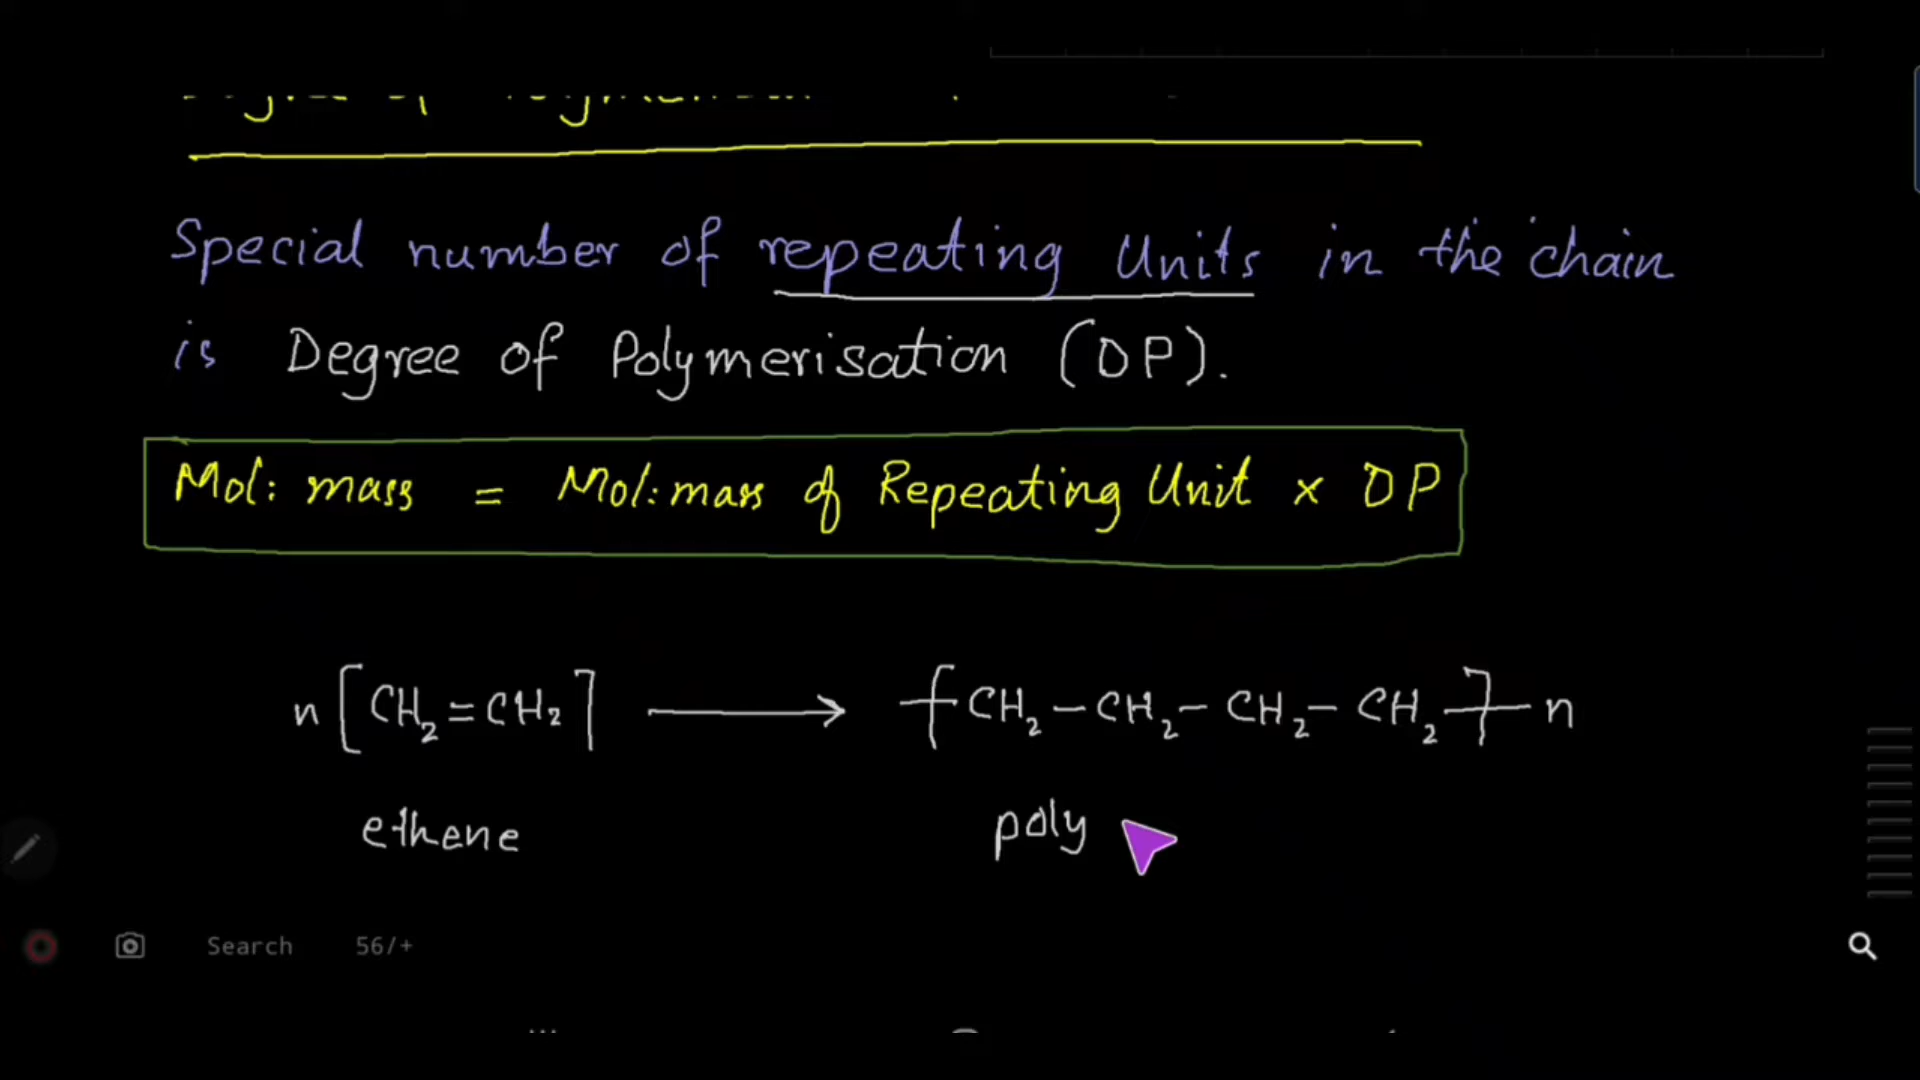 Special number of repeating Units in the chain
is Degree of Polymerisation (DP).
Mol: mass = Mol: mass of Repeating Unit × DP
n[CH₂=CH₂] ⟶ -[CH₂-CH₂-CH₂-CH₂]-n
ethene poly
Search 56/+